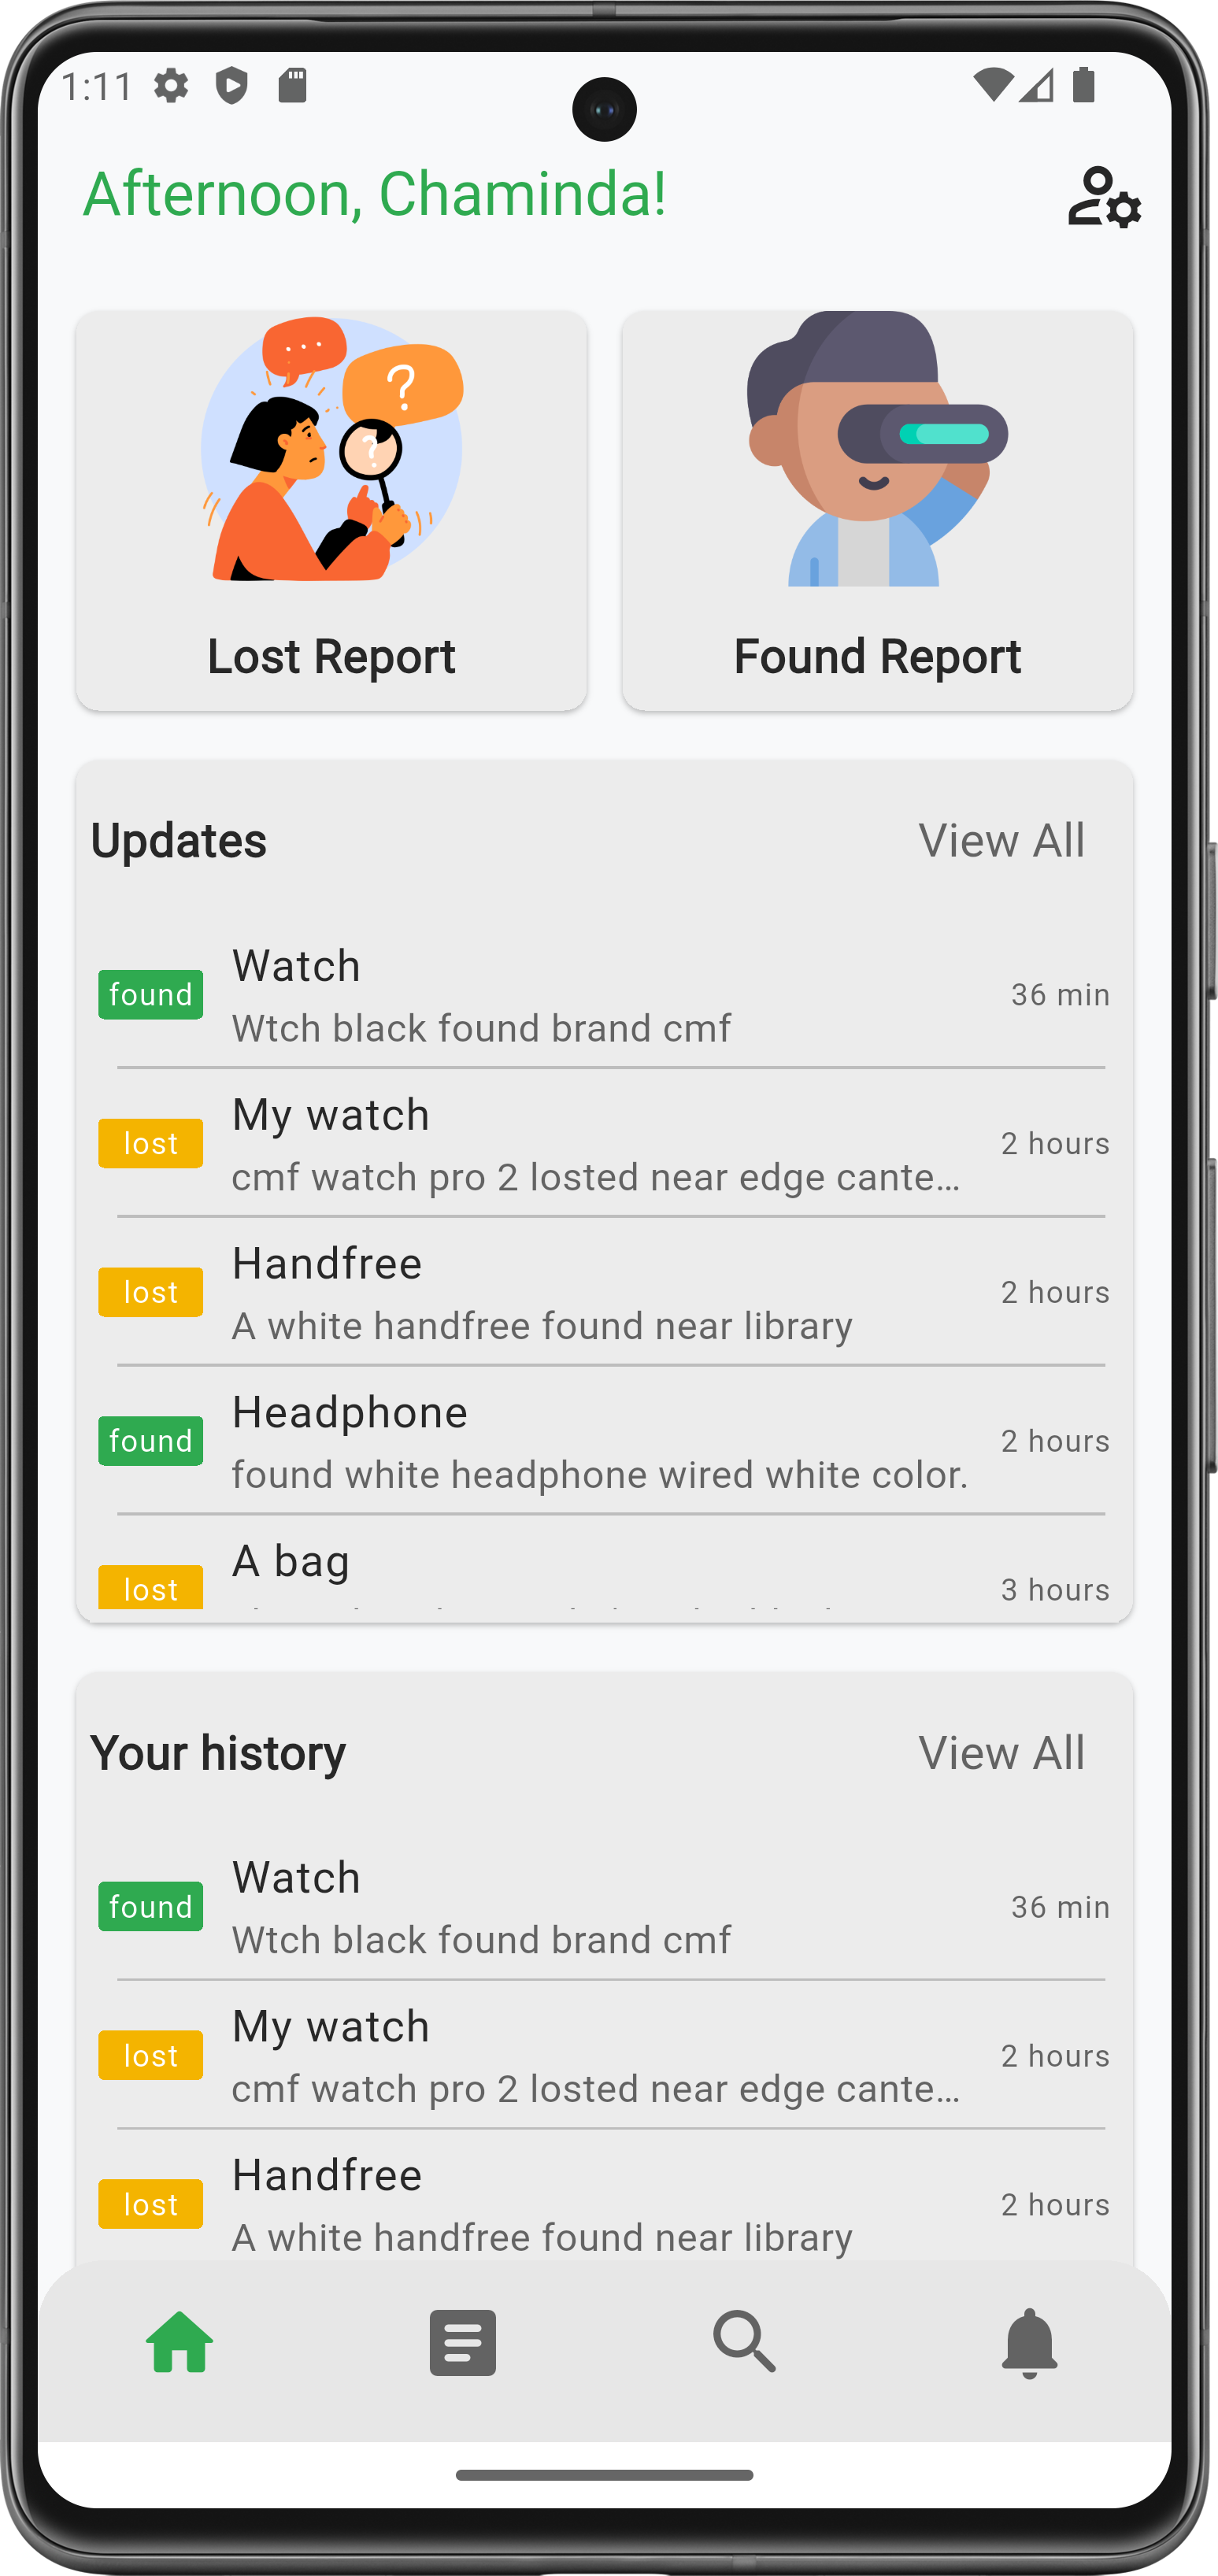 1:11
Afternoon, Chaminda!
?
?
Lost Report
Found Report
Updates
View All
found
Watch
Wtch black found brand cmf
36 min
lost
My watch
cmf watch pro 2 losted near edge cante...
2 hours
lost
Handfree
A white handfree found near library
2 hours
found
Headphone
found white headphone wired white color.
2 hours
lost
A bag
3 hours
Your history
View All
found
Watch
Wtch black found brand cmf
36 min
lost
My watch
cmf watch pro 2 losted near edge cante...
2 hours
lost
Handfree
A white handfree found near library
2 hours